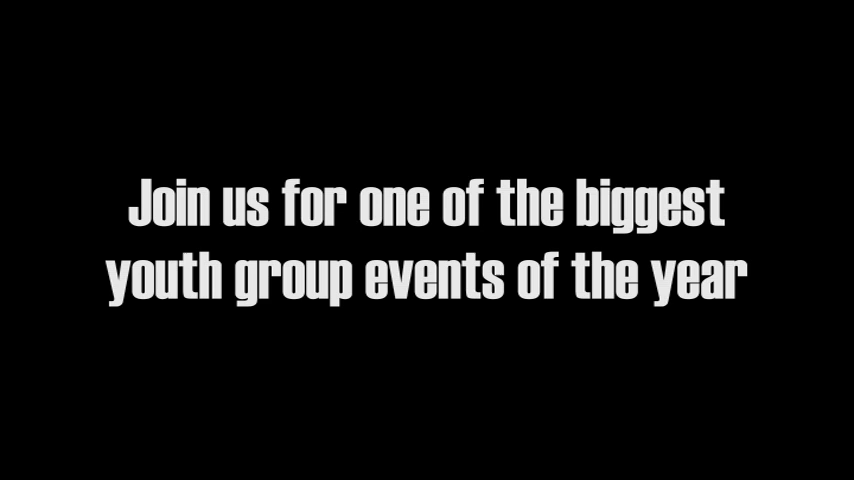 Join us for one of the biggest
youth group events of the year